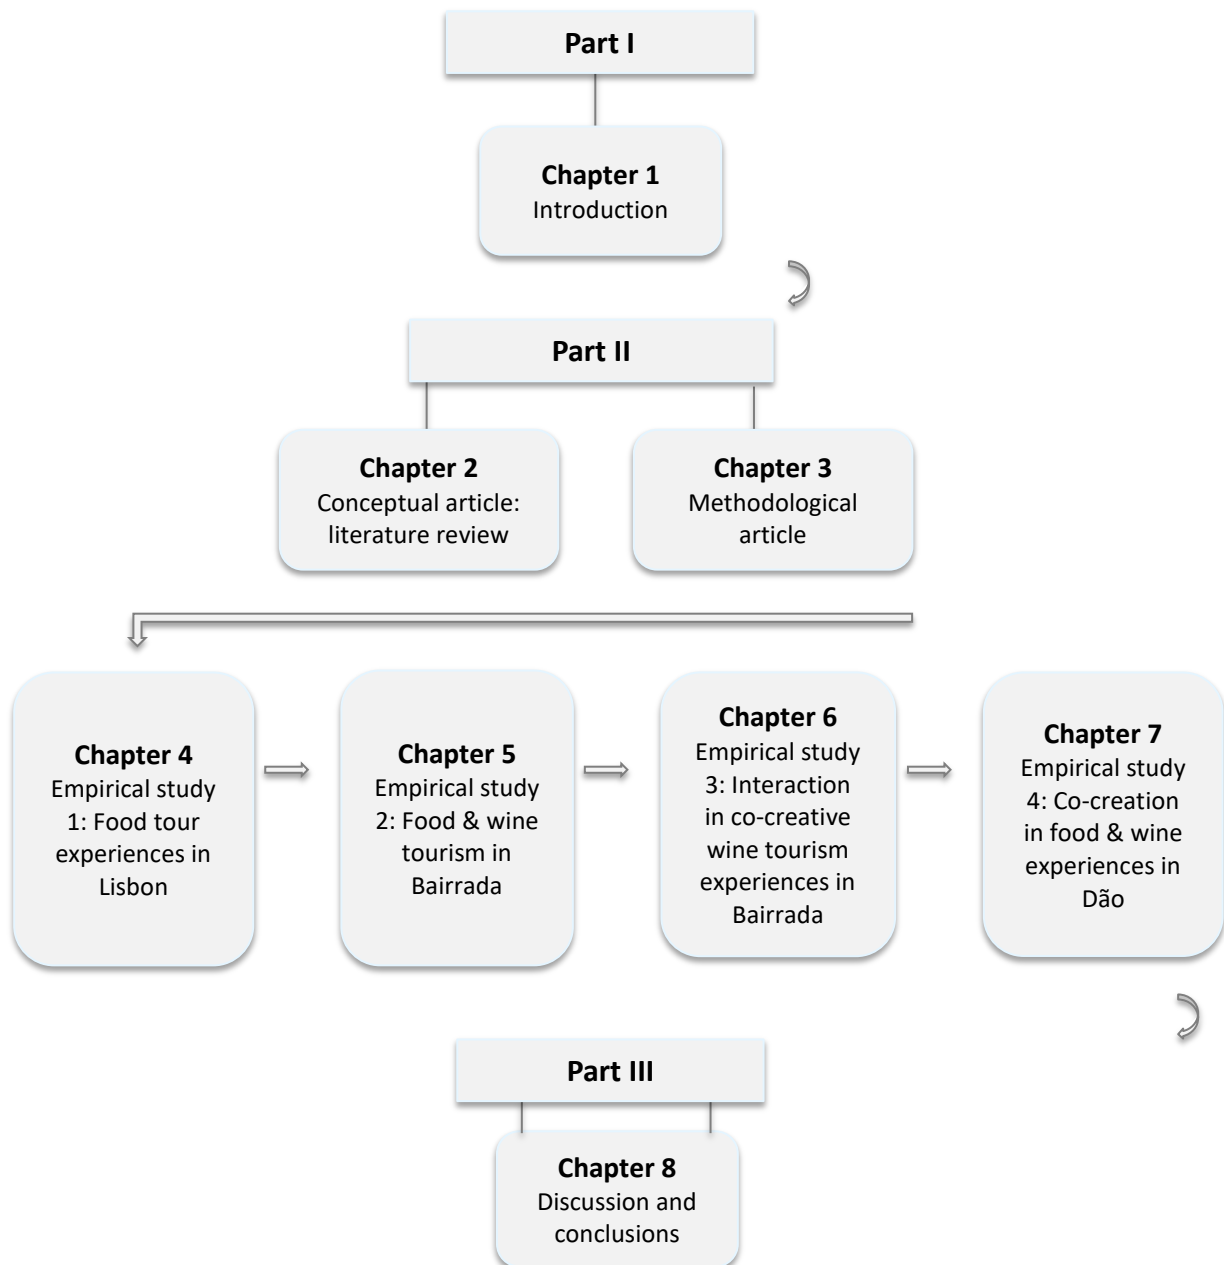 Part I
Chapter 1
Introduction
Part II
Chapter 2
Conceptual article:
literature review
Chapter 3
Methodological
article
Chapter 4
Empirical study
1: Food tour
experiences in
Lisbon
Chapter 5
Empirical study
2: Food & wine
tourism in
Bairrada
Chapter 6
Empirical study
3: Interaction
in co-creative
wine tourism
experiences in
Bairrada
Chapter 7
Empirical study
4: Co-creation
in food & wine
experiences in
Dão
Part III
Chapter 8
Discussion and
conclusions